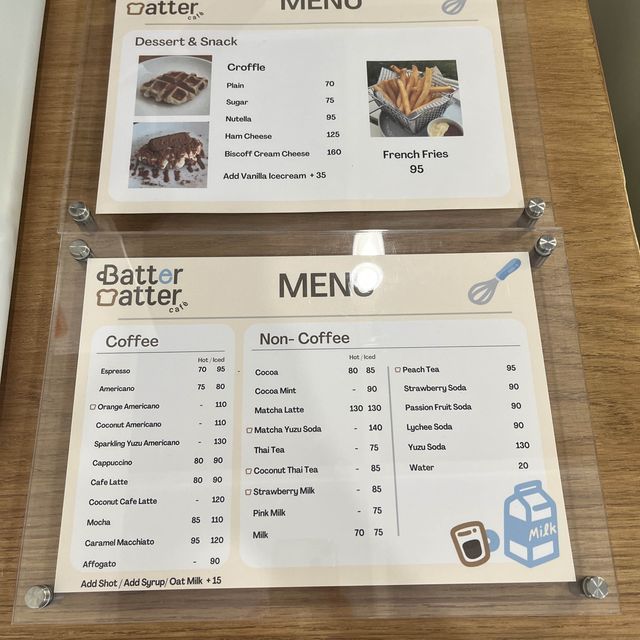 Batter
café
MENU
Dessert & Snack
Croffle
Plain 70
Sugar 75
Nutella 95
Ham Cheese 125
Biscoff Cream Cheese 160
Add Vanilla Icecream + 35
French Fries
95
Batter
Batter
café
MENU
Coffee
Hot / Iced
Espresso 70 95
Americano 75 80
Orange Americano - 110
Coconut Americano - 110
Sparkling Yuzu Americano - 130
Cappuccino 80 90
Cafe Latte 80 90
Coconut Cafe Latte - 120
Mocha 85 110
Caramel Macchiato 95 120
Affogato - 90
Add Shot / Add Syrup/ Oat Milk + 15
Non- Coffee
Hot / Iced
Cocoa 80 85
Cocoa Mint - 90
Matcha Latte 130 130
Matcha Yuzu Soda - 140
Thai Tea - 75
Coconut Thai Tea - 85
Strawberry Milk - 85
Pink Milk - 75
Milk 70 75
Peach Tea 95
Strawberry Soda 90
Passion Fruit Soda 90
Lychee Soda 90
Yuzu Soda 130
Water 20
Milk